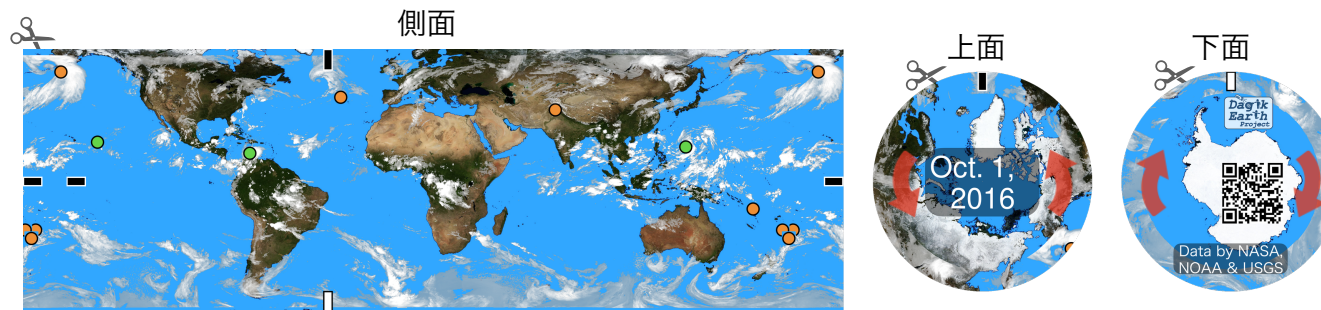 側面
上面
下面
Oct. 1,
2016
Dagik
Earth
Project
Data by NASA,
NOAA & USGS